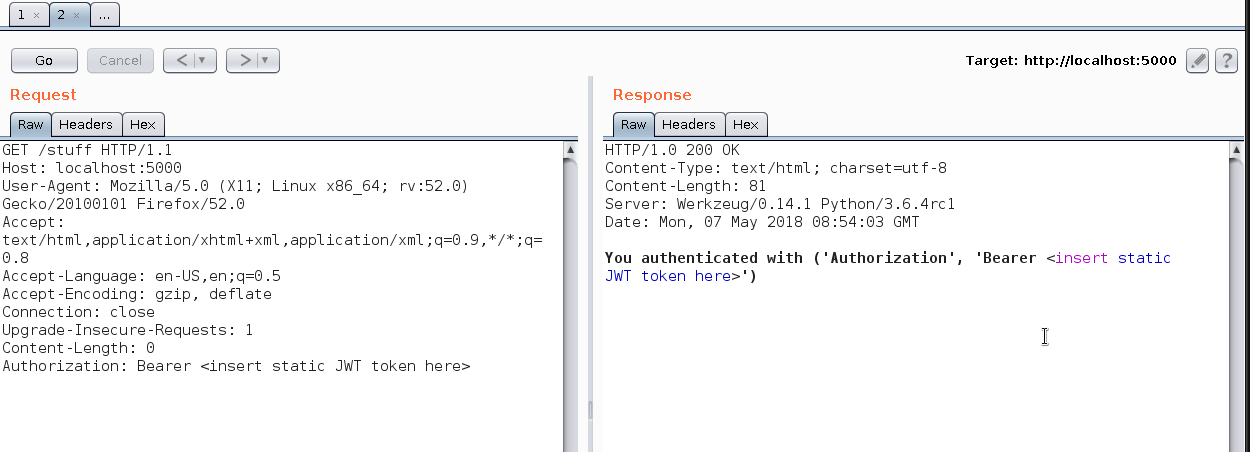 1 × 2 × ...
Go Cancel < ▼ > ▼ Target: http://localhost:5000 ?
Request
Raw Headers Hex
GET /stuff HTTP/1.1
Host: localhost:5000
User-Agent: Mozilla/5.0 (X11; Linux x86_64; rv:52.0)
Gecko/20100101 Firefox/52.0
Accept:
text/html,application/xhtml+xml,application/xml;q=0.9,*/*;q=
0.8
Accept-Language: en-US,en;q=0.5
Accept-Encoding: gzip, deflate
Connection: close
Upgrade-Insecure-Requests: 1
Content-Length: 0
Authorization: Bearer <insert static JWT token here>
Response
Raw Headers Hex
HTTP/1.0 200 OK
Content-Type: text/html; charset=utf-8
Content-Length: 81
Server: Werkzeug/0.14.1 Python/3.6.4rc1
Date: Mon, 07 May 2018 08:54:03 GMT
You authenticated with ('Authorization', 'Bearer <insert static
JWT token here>')